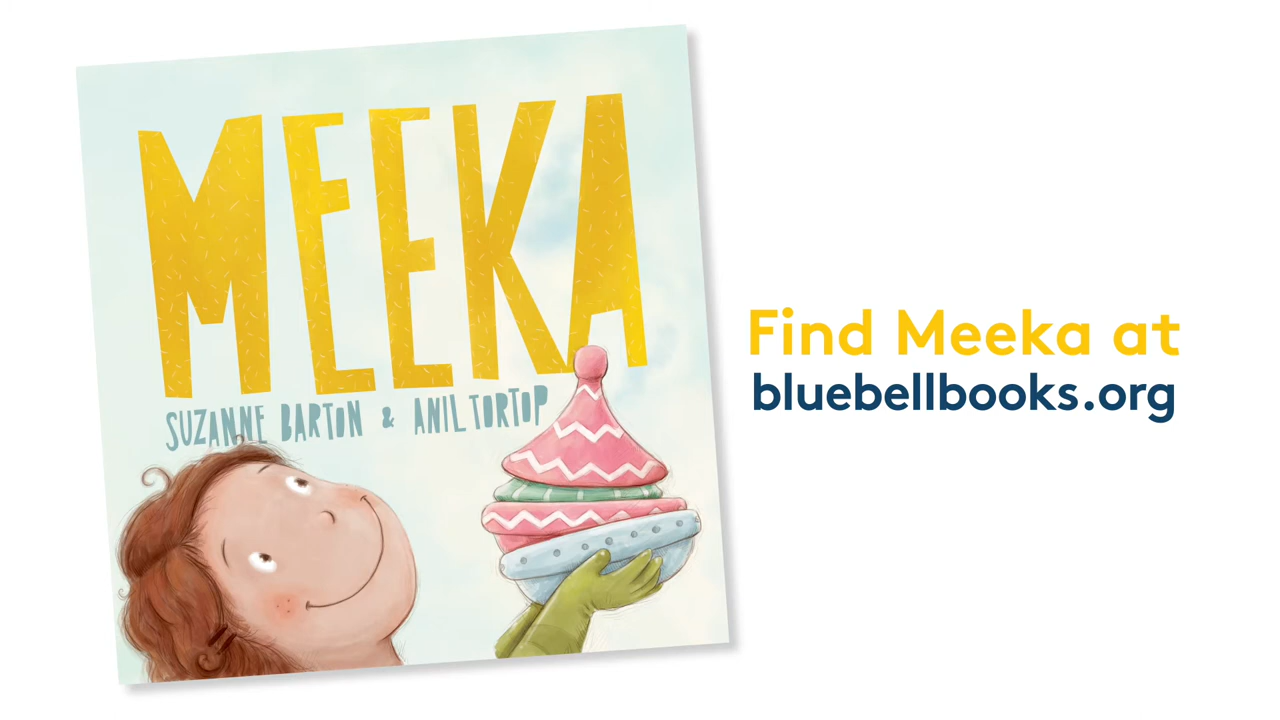 MEEKA
SUZANNE BARTON & ANIL TORTOP
Find Meeka at
bluebellbooks.org